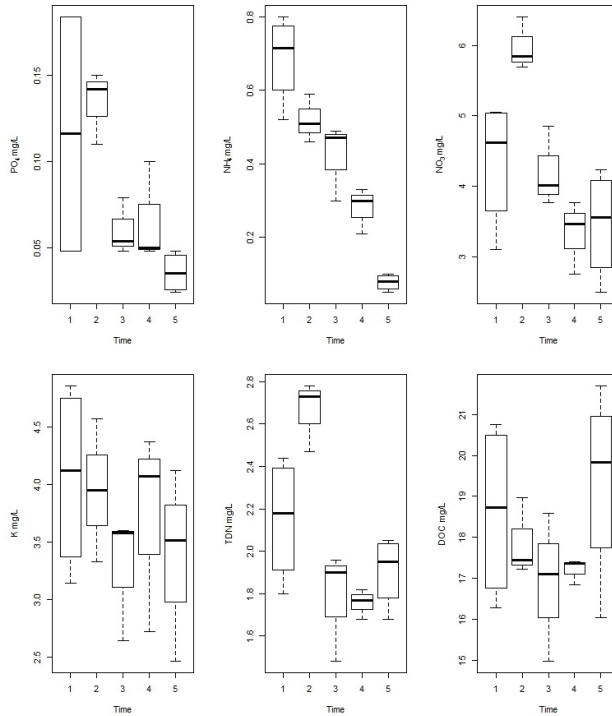 PO₄ mg/L
0.15
0.10
0.05
1 2 3 4 5
Time
NH₄ mg/L
0.8
0.6
0.4
0.2
1 2 3 4 5
Time
NO₃ mg/L
6
5
4
3
1 2 3 4 5
Time
K mg/L
4.5
4.0
3.5
3.0
2.5
1 2 3 4 5
Time
TDN mg/L
2.8
2.6
2.4
2.2
2.0
1.8
1.6
1 2 3 4 5
Time
DOC mg/L
21
20
19
18
17
16
15
1 2 3 4 5
Time